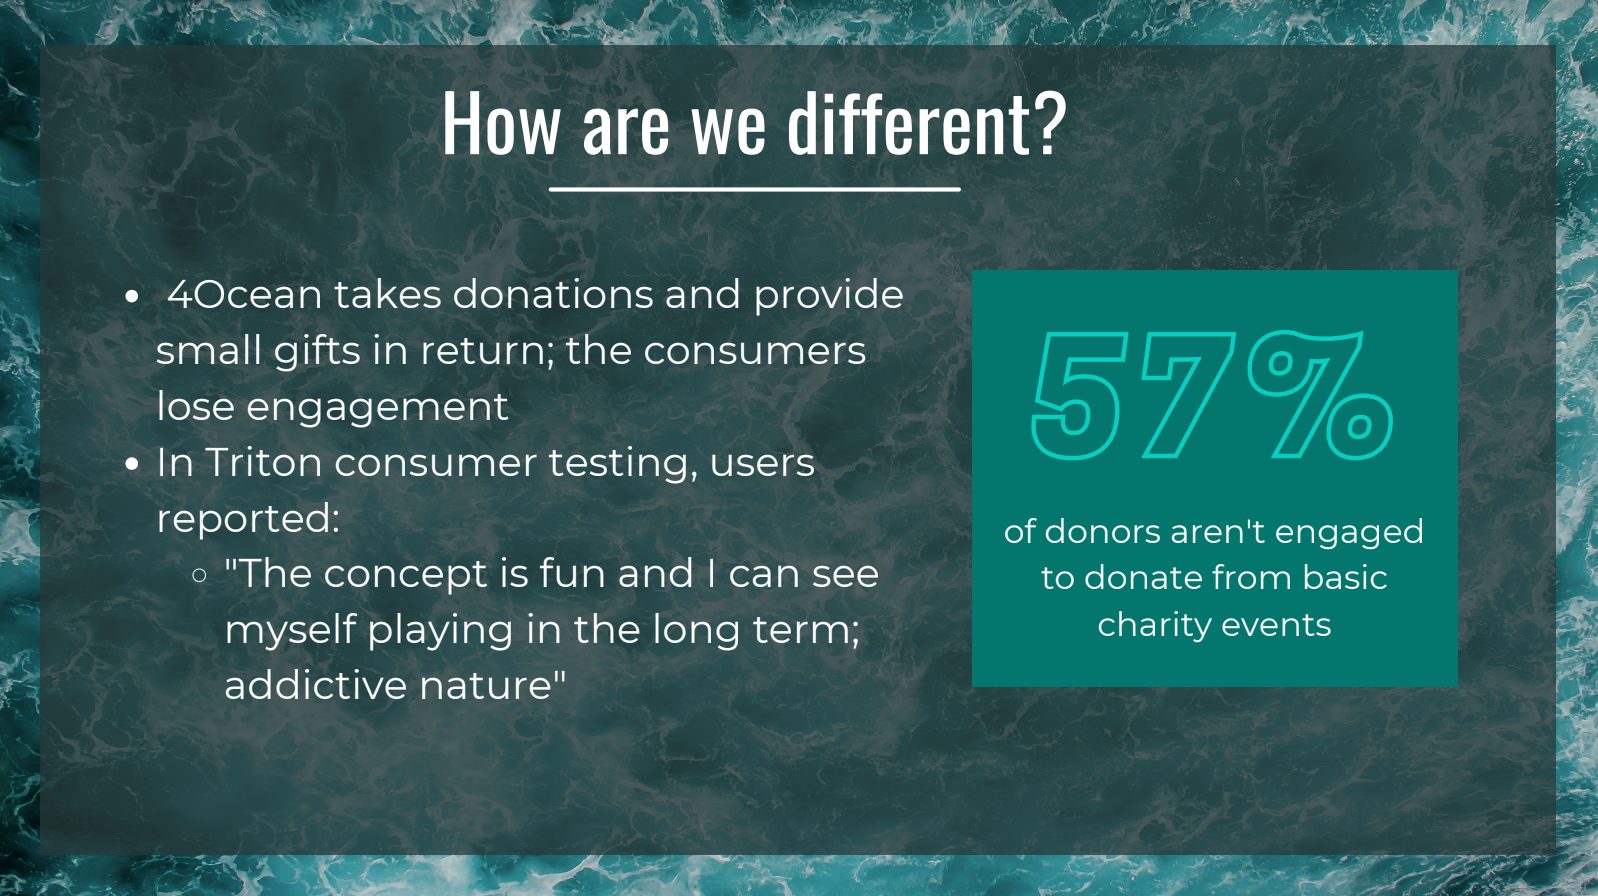 How are we different?
• 4Ocean takes donations and provide
small gifts in return; the consumers
lose engagement
• In Triton consumer testing, users
reported:
◦ "The concept is fun and I can see
myself playing in the long term;
addictive nature"
57%
of donors aren't engaged
to donate from basic
charity events